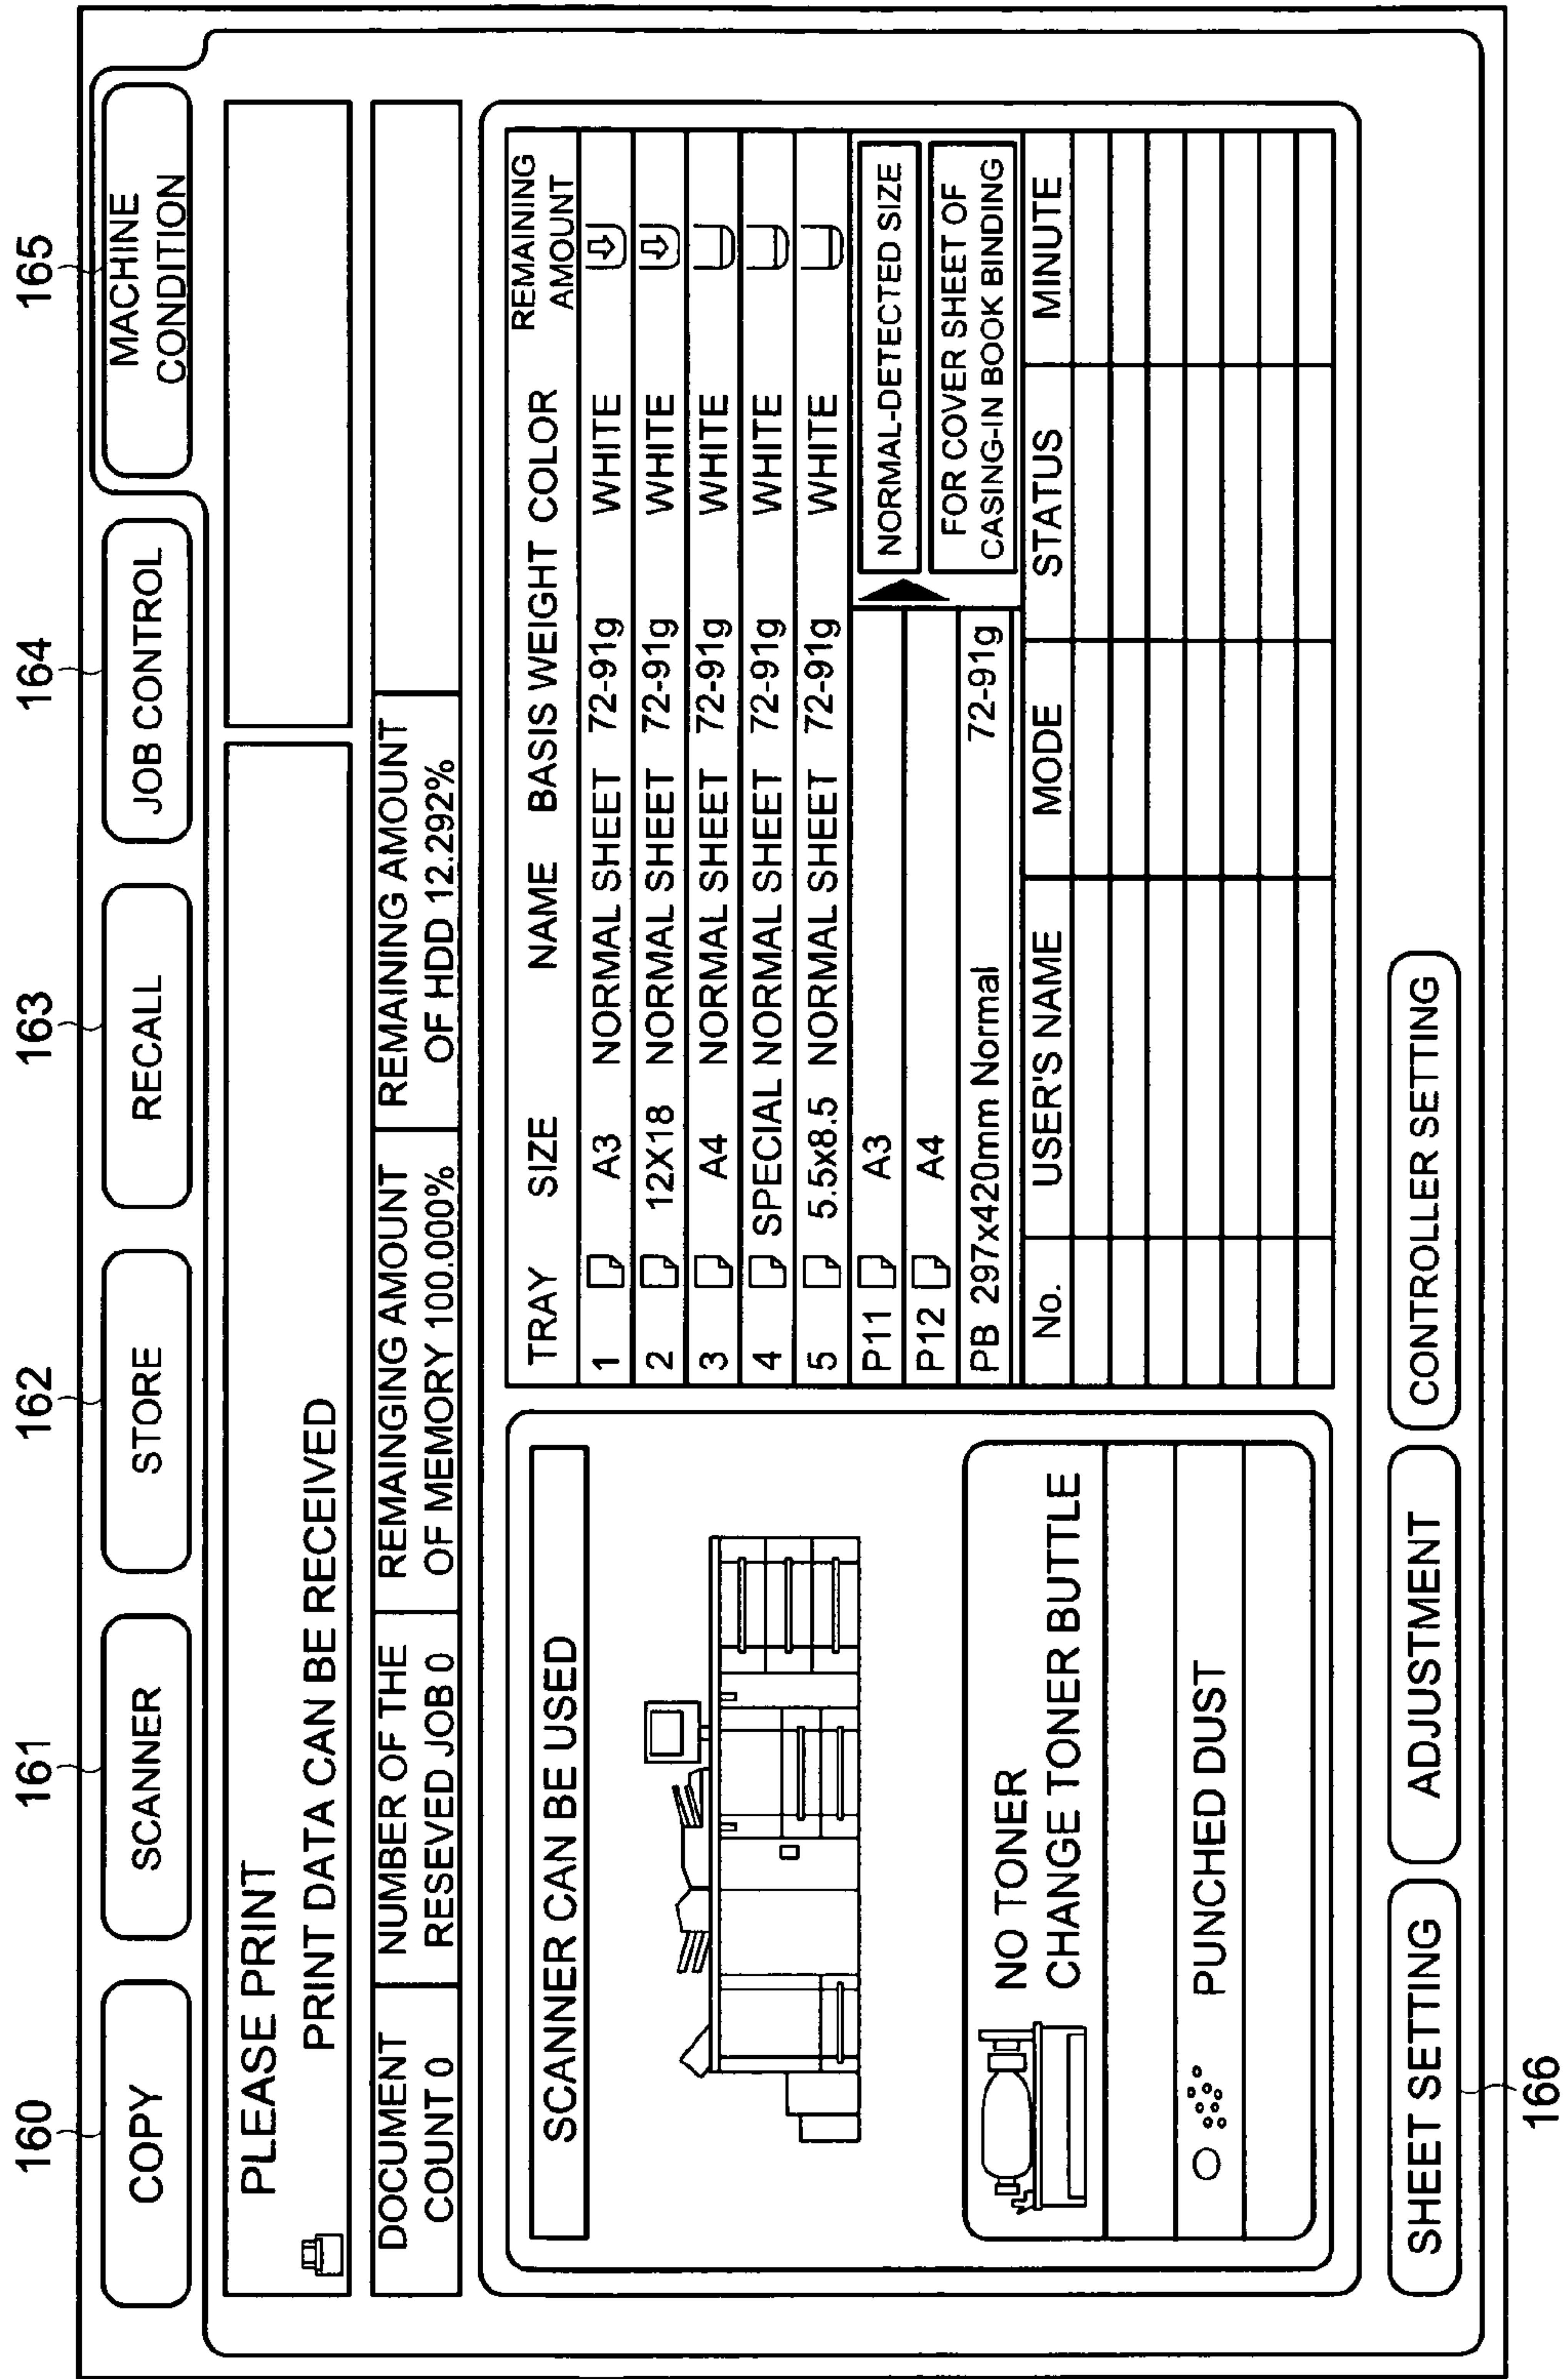 160 161 162 163 164 165
COPY SCANNER STORE RECALL JOB CONTROL MACHINE
CONDITION
PLEASE PRINT
PRINT DATA CAN BE RECEIVED
DOCUMENT
COUNT 0
NUMBER OF THE
RESEVED JOB 0
REMAINGING AMOUNT
OF MEMORY 100.000%
REMAINING AMOUNT
OF HDD 12.292%
SCANNER CAN BE USED
NO TONER
CHANGE TONER BUTTLE
PUNCHED DUST
TRAY SIZE NAME BASIS WEIGHT COLOR REMAINING
AMOUNT
1 A3 NORMAL SHEET 72-91g WHITE
2 12X18 NORMAL SHEET 72-91g WHITE
3 A4 NORMAL SHEET 72-91g WHITE
4 SPECIAL NORMAL SHEET 72-91g WHITE
5 5.5x8.5 NORMAL SHEET 72-91g WHITE
P11 A3
P12 A4
PB 297x420mm Normal 72-91g
NORMAL-DETECTED SIZE
FOR COVER SHEET OF
CASING-IN BOOK BINDING
No. USER'S NAME MODE STATUS MINUTE
SHEET SETTING ADJUSTMENT CONTROLLER SETTING
166